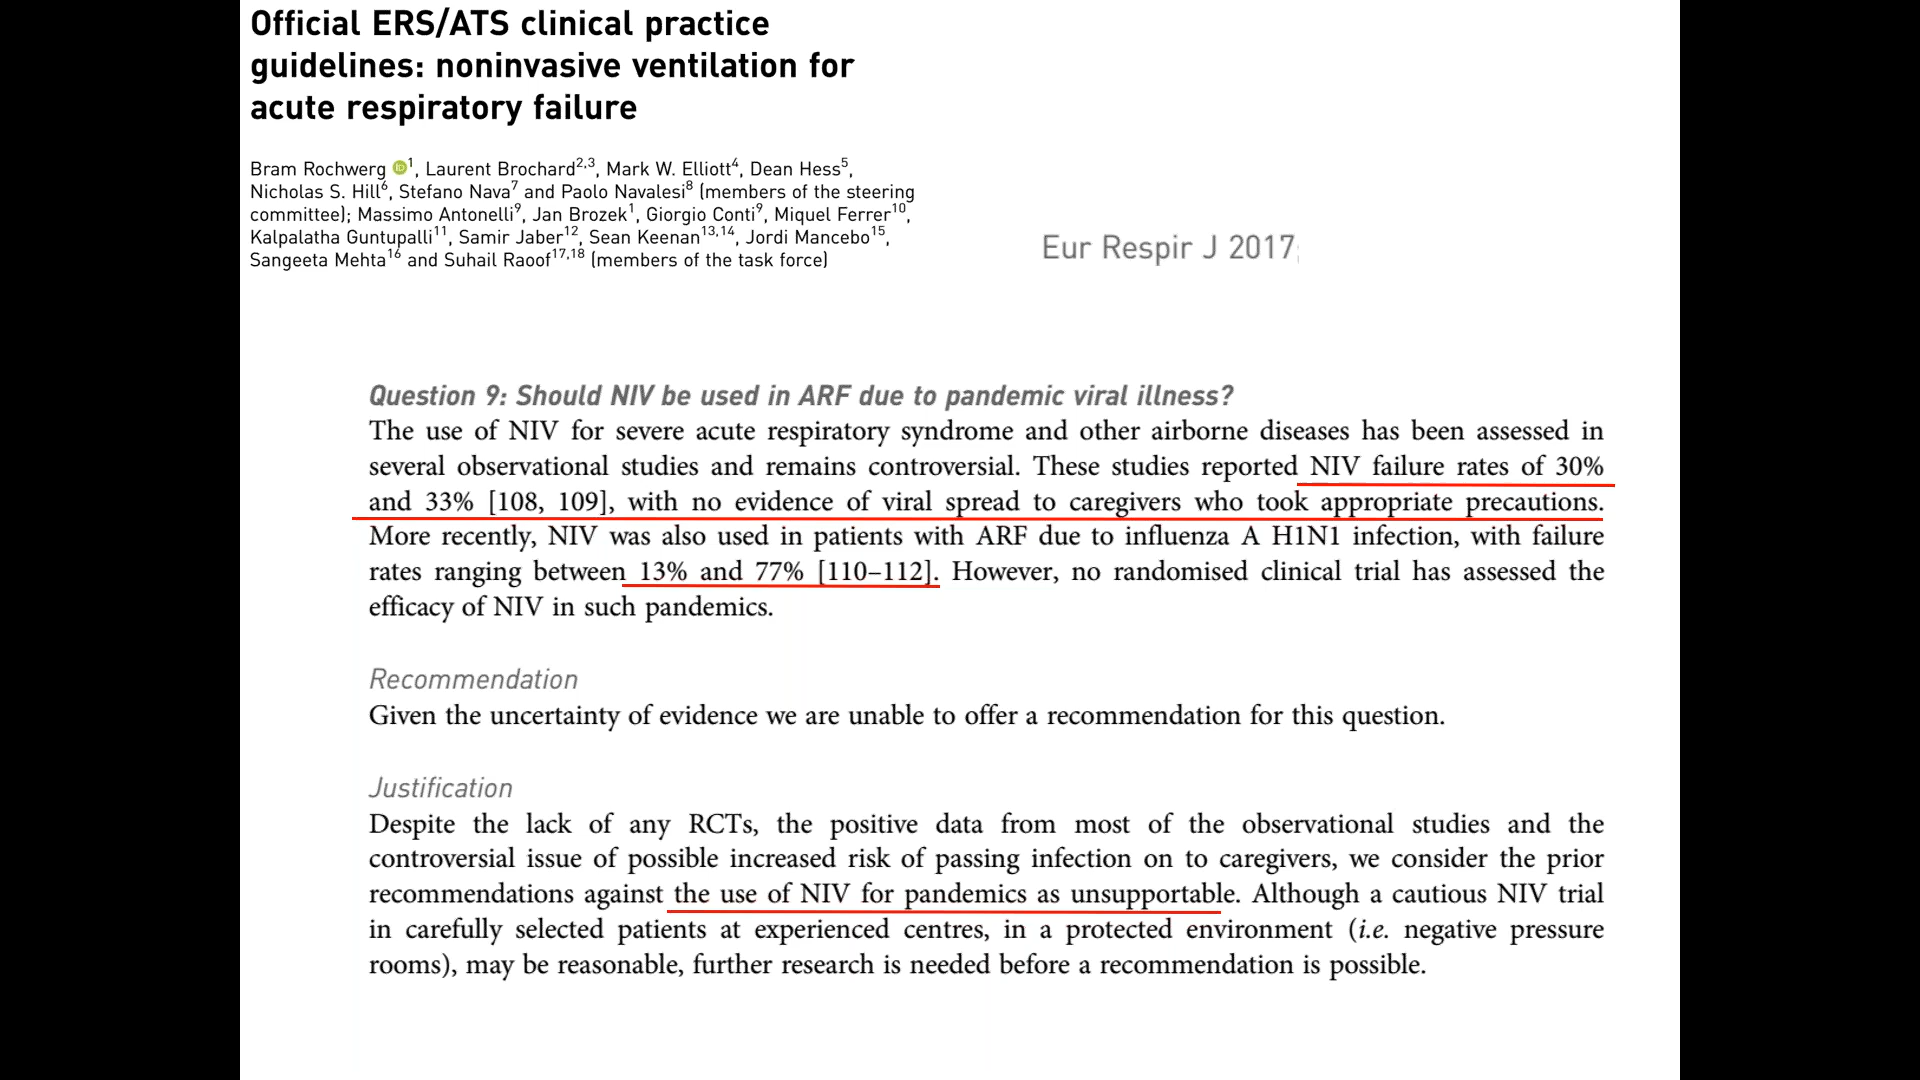 Official ERS/ATS clinical practice
guidelines: noninvasive ventilation for
acute respiratory failure
Bram Rochwerg iD1, Laurent Brochard2,3, Mark W. Elliott4, Dean Hess5,
Nicholas S. Hill6, Stefano Nava7 and Paolo Navalesi8 (members of the steering
committee); Massimo Antonelli9, Jan Brozek1, Giorgio Conti9, Miquel Ferrer10,
Kalpalatha Guntupalli11, Samir Jaber12, Sean Keenan13,14, Jordi Mancebo15,
Sangeeta Mehta16 and Suhail Raoof17,18 (members of the task force)
Eur Respir J 2017;
Question 9: Should NIV be used in ARF due to pandemic viral illness?
The use of NIV for severe acute respiratory syndrome and other airborne diseases has been assessed in
several observational studies and remains controversial. These studies reported NIV failure rates of 30%
and 33% [108, 109], with no evidence of viral spread to caregivers who took appropriate precautions.
More recently, NIV was also used in patients with ARF due to influenza A H1N1 infection, with failure
rates ranging between 13% and 77% [110–112]. However, no randomised clinical trial has assessed the
efficacy of NIV in such pandemics.
Recommendation
Given the uncertainty of evidence we are unable to offer a recommendation for this question.
Justification
Despite the lack of any RCTs, the positive data from most of the observational studies and the
controversial issue of possible increased risk of passing infection on to caregivers, we consider the prior
recommendations against the use of NIV for pandemics as unsupportable. Although a cautious NIV trial
in carefully selected patients at experienced centres, in a protected environment (i.e. negative pressure
rooms), may be reasonable, further research is needed before a recommendation is possible.